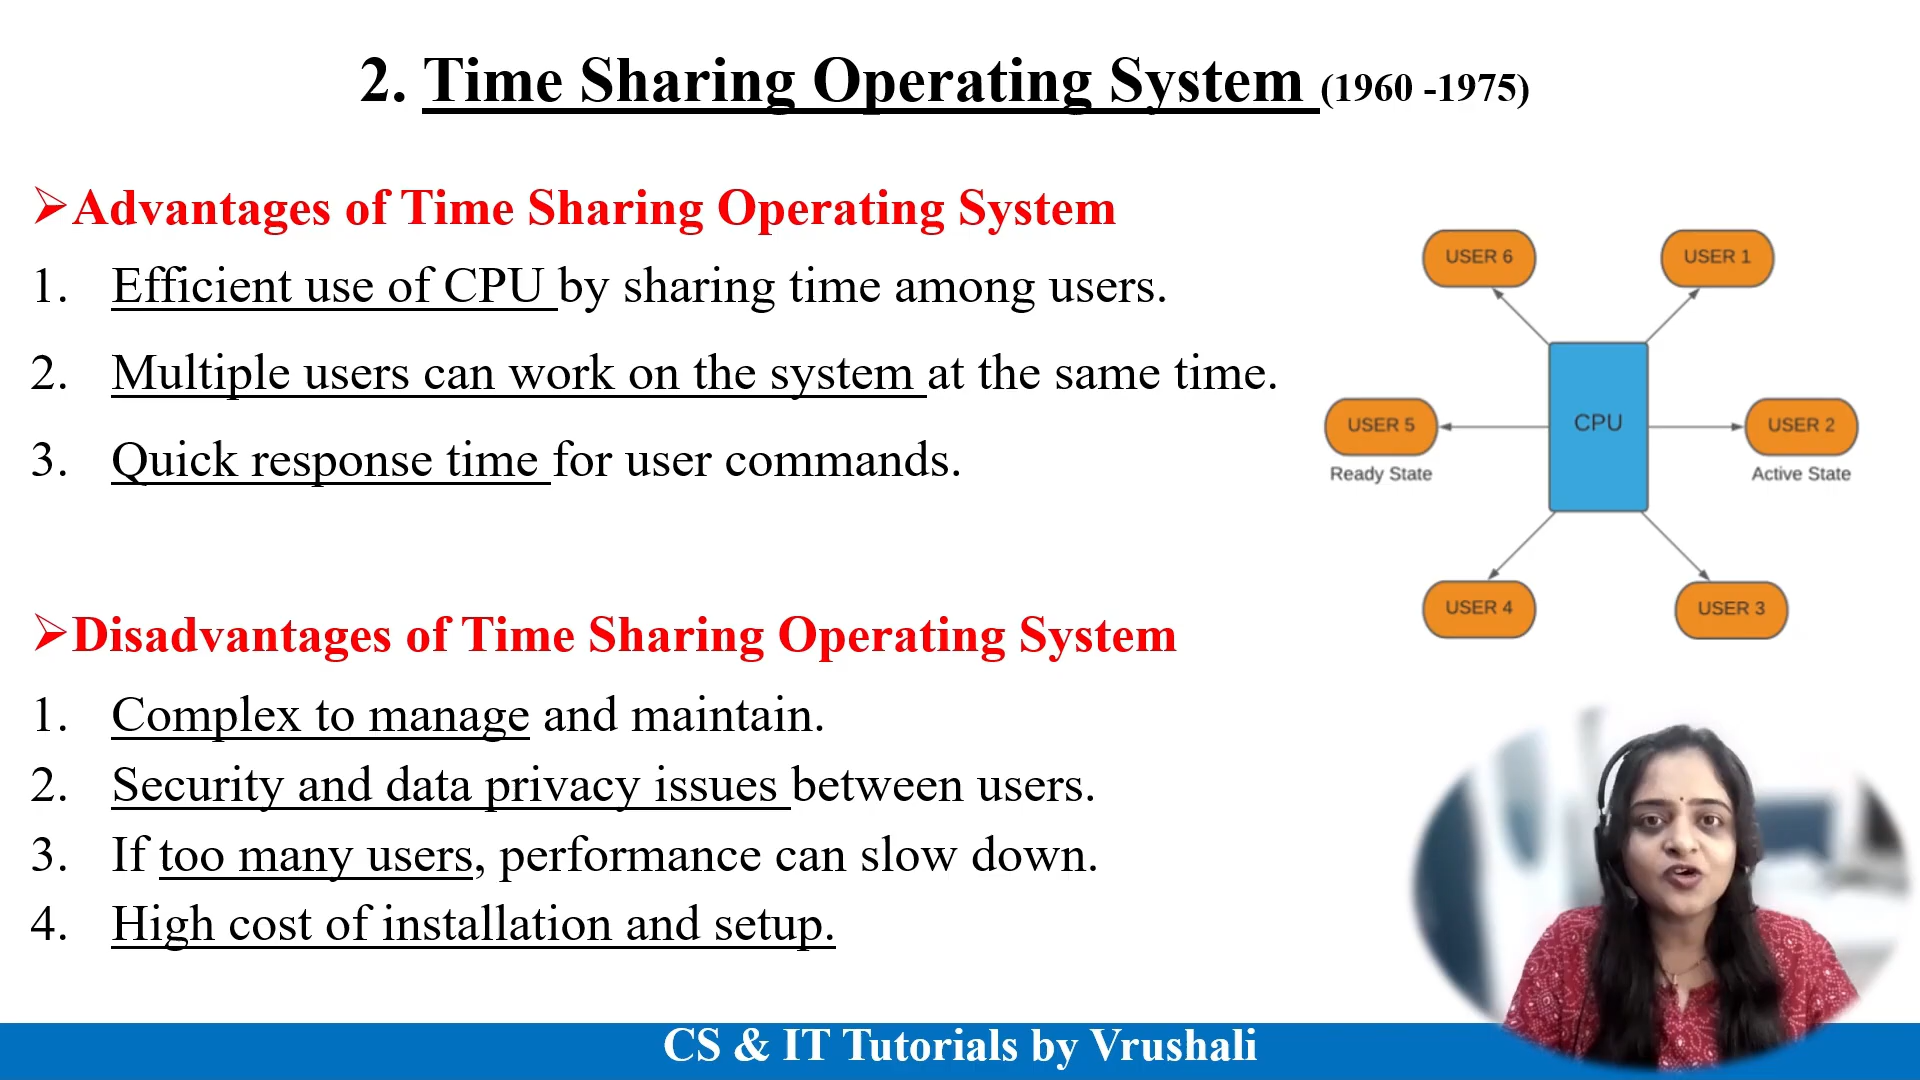 2. Time Sharing Operating System (1960 -1975)
➢Advantages of Time Sharing Operating System
1. Efficient use of CPU by sharing time among users.
2. Multiple users can work on the system at the same time.
3. Quick response time for user commands.
➢Disadvantages of Time Sharing Operating System
1. Complex to manage and maintain.
2. Security and data privacy issues between users.
3. If too many users, performance can slow down.
4. High cost of installation and setup.
USER 6
USER 1
USER 5
CPU
USER 2
Ready State
Active State
USER 4
USER 3
CS & IT Tutorials by Vrushali